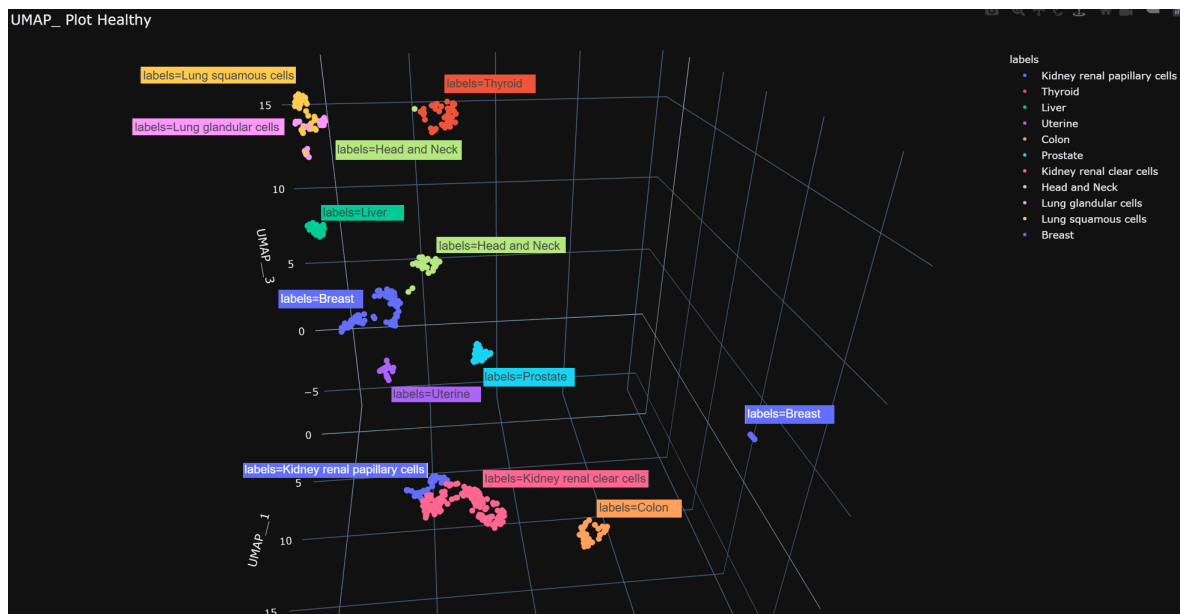 UMAP_ Plot Healthy
labels=Lung squamous cells
labels=Thyroid
15
labels=Lung glandular cells
labels=Head and Neck
10
labels=Liver
UMAP__3
5
labels=Head and Neck
labels=Breast
0
−5
labels=Prostate
labels=Uterine
labels=Breast
0
labels=Kidney renal papillary cells
5
labels=Kidney renal clear cells
labels=Colon
UMAP__1
10
15
labels
Kidney renal papillary cells
Thyroid
Liver
Uterine
Colon
Prostate
Kidney renal clear cells
Head and Neck
Lung glandular cells
Lung squamous cells
Breast